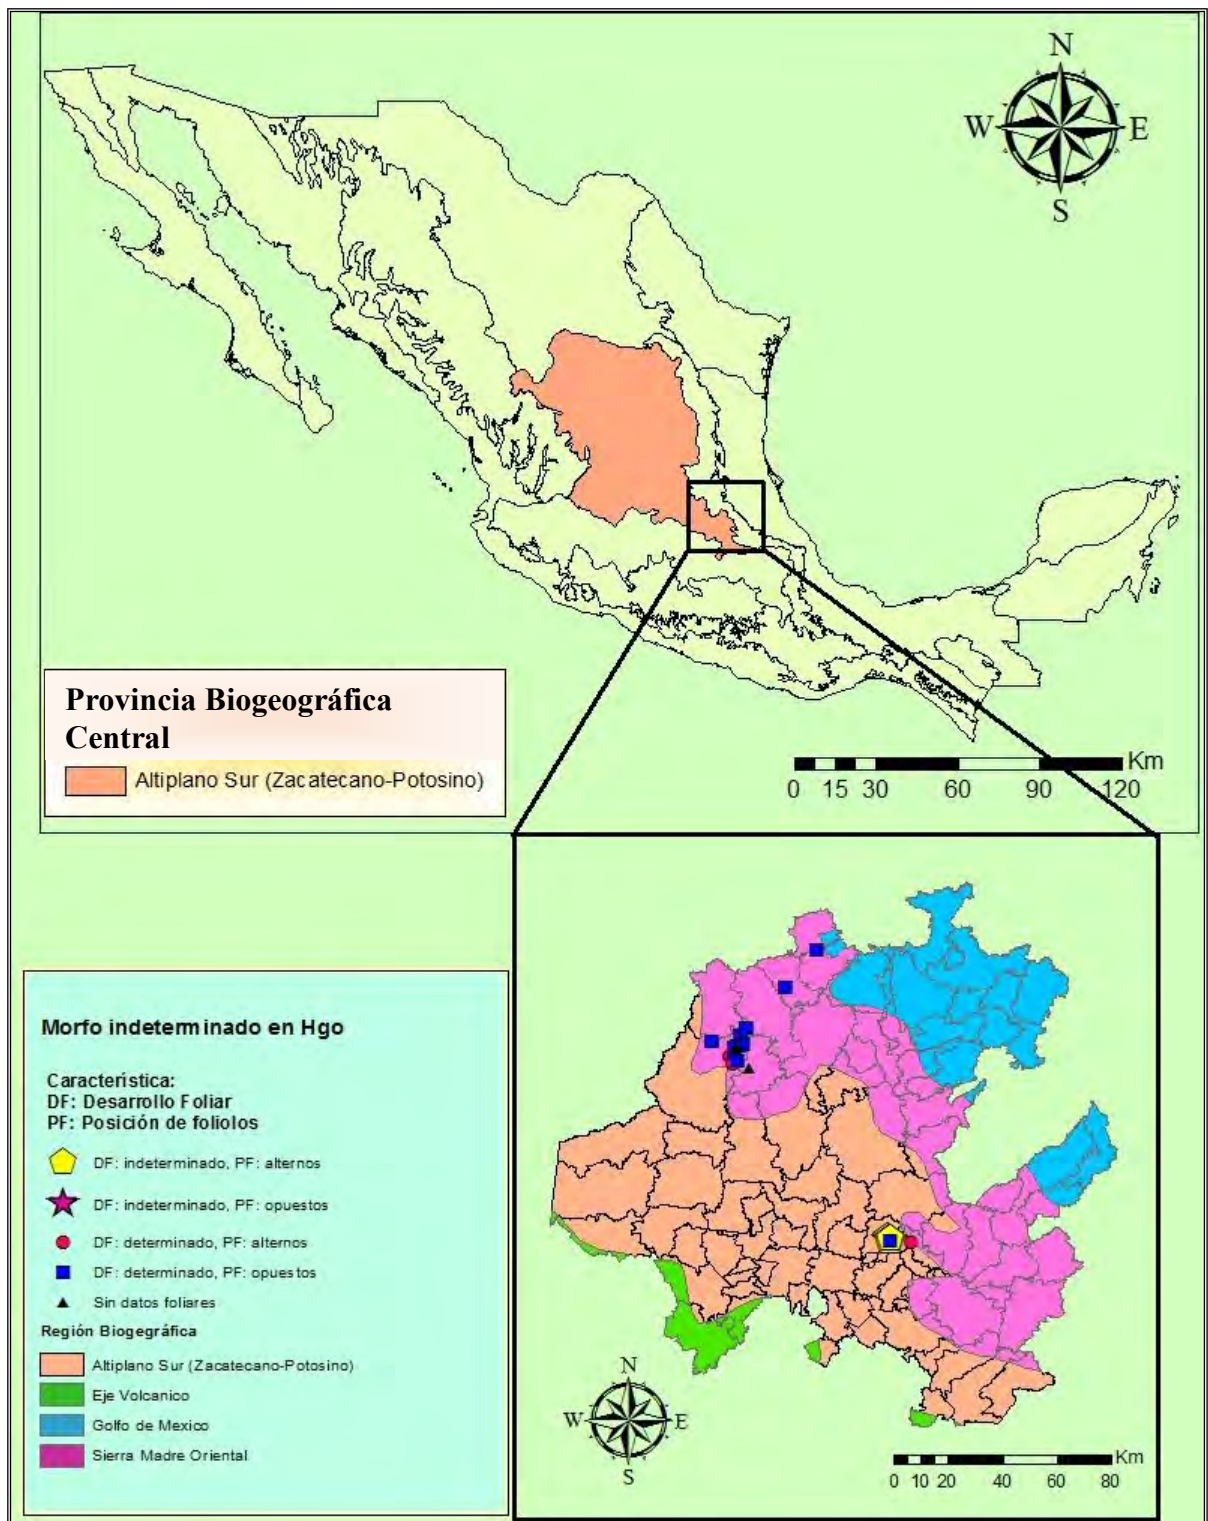 N
W E
S
Provincia Biogeográfica
Central
Altiplano Sur (Zacatecano-Potosino)
Km
0 15 30 60 90 120
Morfo indeterminado en Hgo
Característica:
DF: Desarrollo Foliar
PF: Posición de foliolos
DF: indeterminado, PF: alternos
DF: indeterminado, PF: opuestos
DF: determinado, PF: alternos
DF: determinado, PF: opuestos
Sin datos foliares
Región Biogegráfica
Altiplano Sur (Zacatecano-Potosino)
Eje Volcanico
Golfo de Mexico
Sierra Madre Oriental
N
W E
S
Km
0 10 20 40 60 80